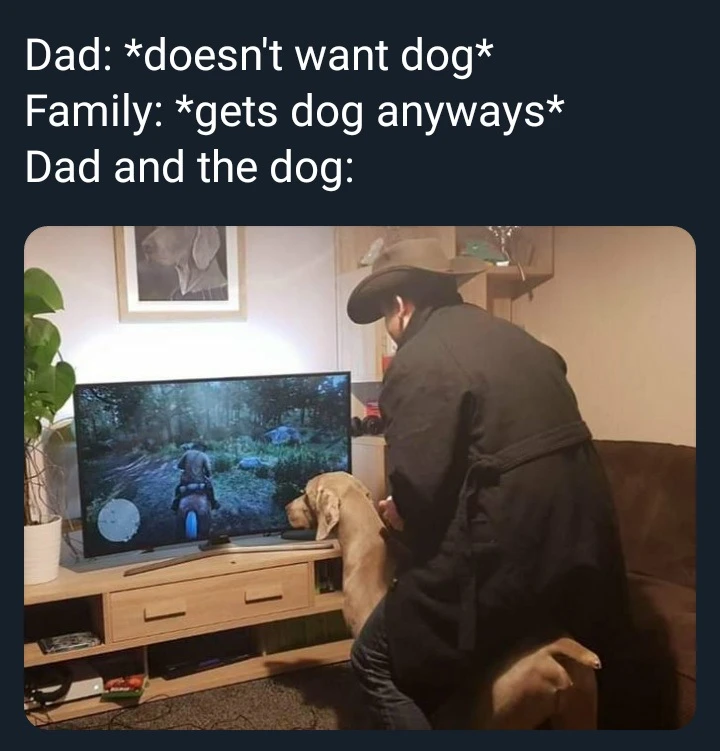 Dad: *doesn't want dog*
Family: *gets dog anyways*
Dad and the dog: